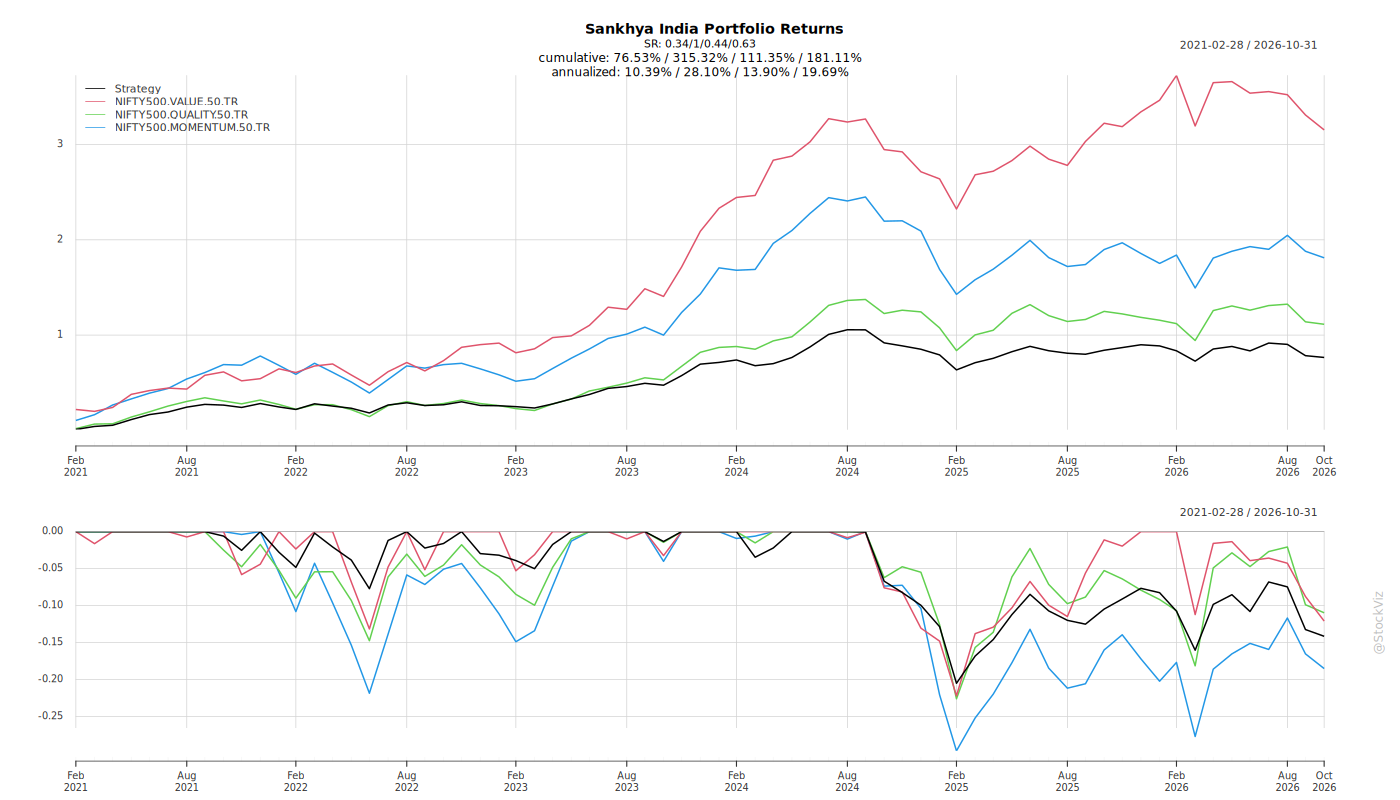 Sankhya India Portfolio Returns
SR: 0.34/1/0.44/0.63
cumulative: 76.53% / 315.32% / 111.35% / 181.11%
annualized: 10.39% / 28.10% / 13.90% / 19.69%
2021-02-28 / 2026-10-31
Strategy
NIFTY500.VALUE.50.TR
NIFTY500.QUALITY.50.TR
NIFTY500.MOMENTUM.50.TR
3
2
1
Feb Aug Feb Aug Feb Aug Feb Aug Feb Aug Feb Aug Oct
2021 2021 2022 2022 2023 2023 2024 2024 2025 2025 2026 2026 2026
2021-02-28 / 2026-10-31
0.00
-0.05
-0.10
-0.15
-0.20
-0.25
Feb Aug Feb Aug Feb Aug Feb Aug Feb Aug Feb Aug Oct
2021 2021 2022 2022 2023 2023 2024 2024 2025 2025 2026 2026 2026
@StockViz